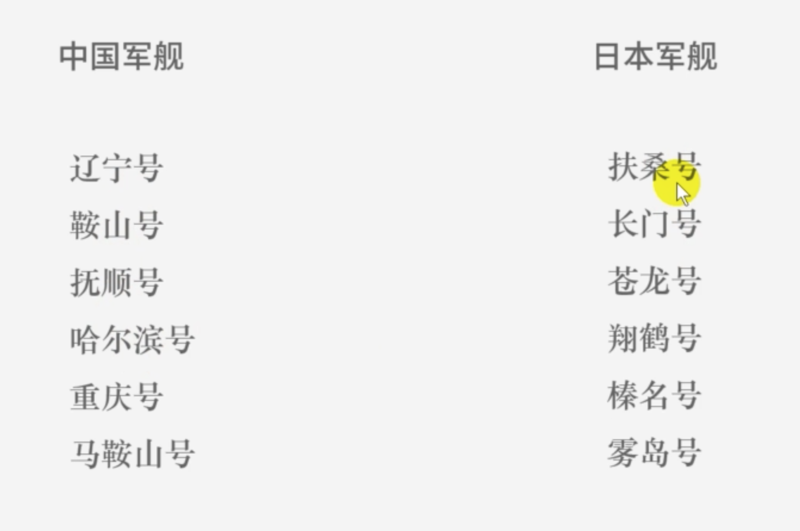 中国军舰 日本军舰
辽宁号 扶桑号
鞍山号 长门号
抚顺号 苍龙号
哈尔滨号 翔鹤号
重庆号 榛名号
马鞍山号 雾岛号